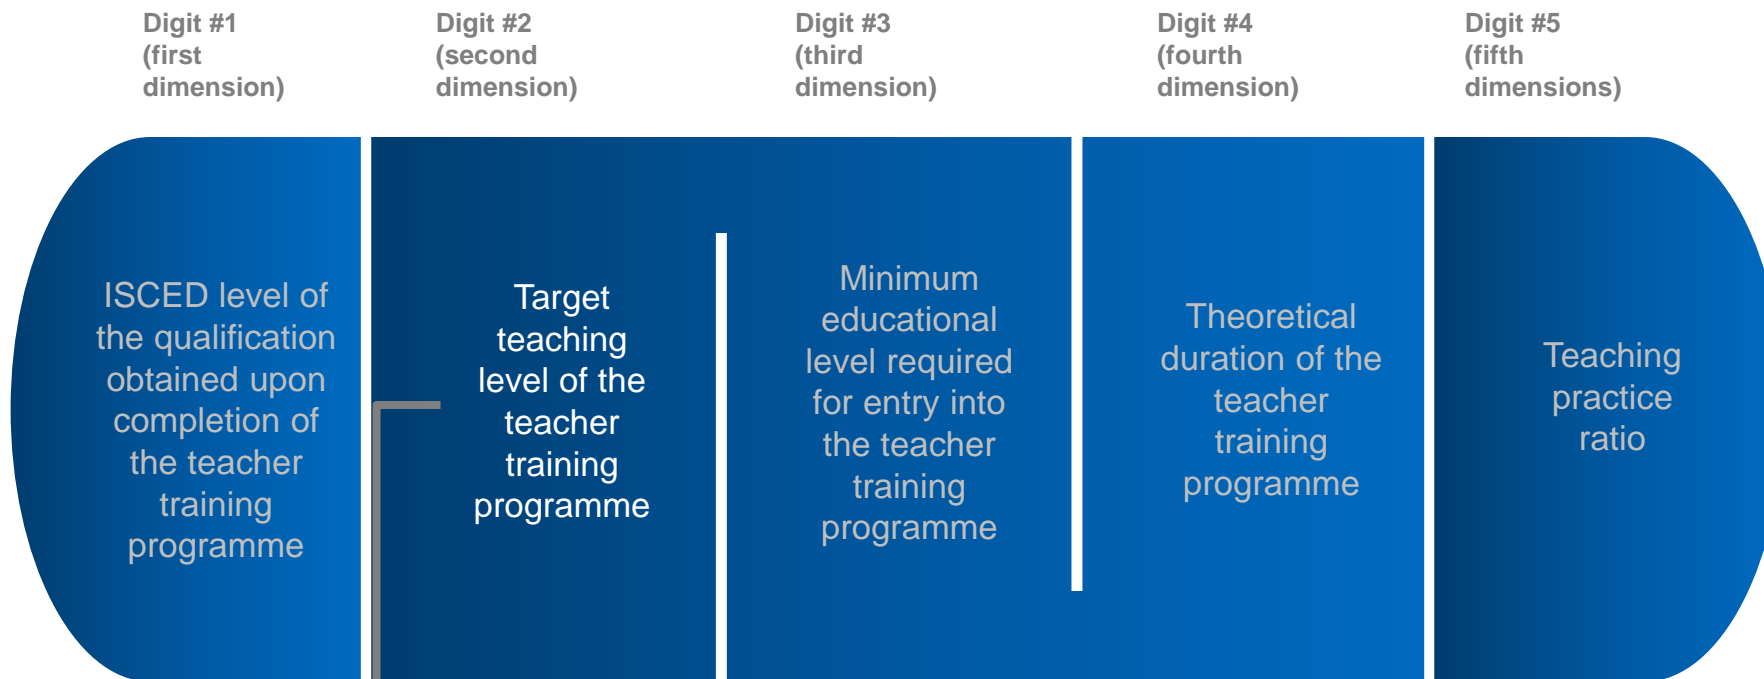 Digit #1
(first
dimension)
Digit #2
(second
dimension)
Digit #3
(third
dimension)
Digit #4
(fourth
dimension)
Digit #5
(fifth
dimensions)
ISCED level of
the qualification
obtained upon
completion of
the teacher
training
programme
Target
teaching
level of the
teacher
training
programme
Minimum
educational
level required
for entry into
the teacher
training
programme
Theoretical
duration of the
teacher
training
programme
Teaching
practice
ratio